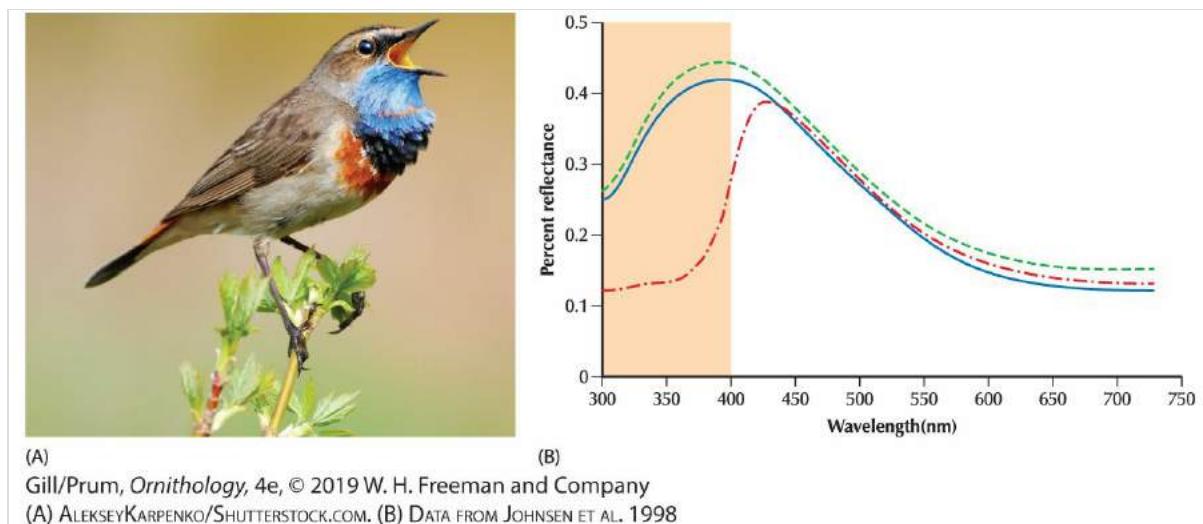 0.5
0.4
0.3
0.2
0.1
0
Percent reflectance
300 350 400 450 500 550 600 650 700 750
Wavelength(nm)
(A) (B)
Gill/Prum, Ornithology, 4e, © 2019 W. H. Freeman and Company
(A) ALEKSEYKARPENKO/SHUTTERSTOCK.COM. (B) DATA FROM JOHNSEN ET AL. 1998